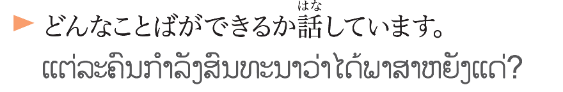 はな
▶ どんなことばができるか話しています。
ແຕ່ລະຄົນກຳລັງສົນທະນາວ່າໄດ້ພາສາຫຍັງແດ່?